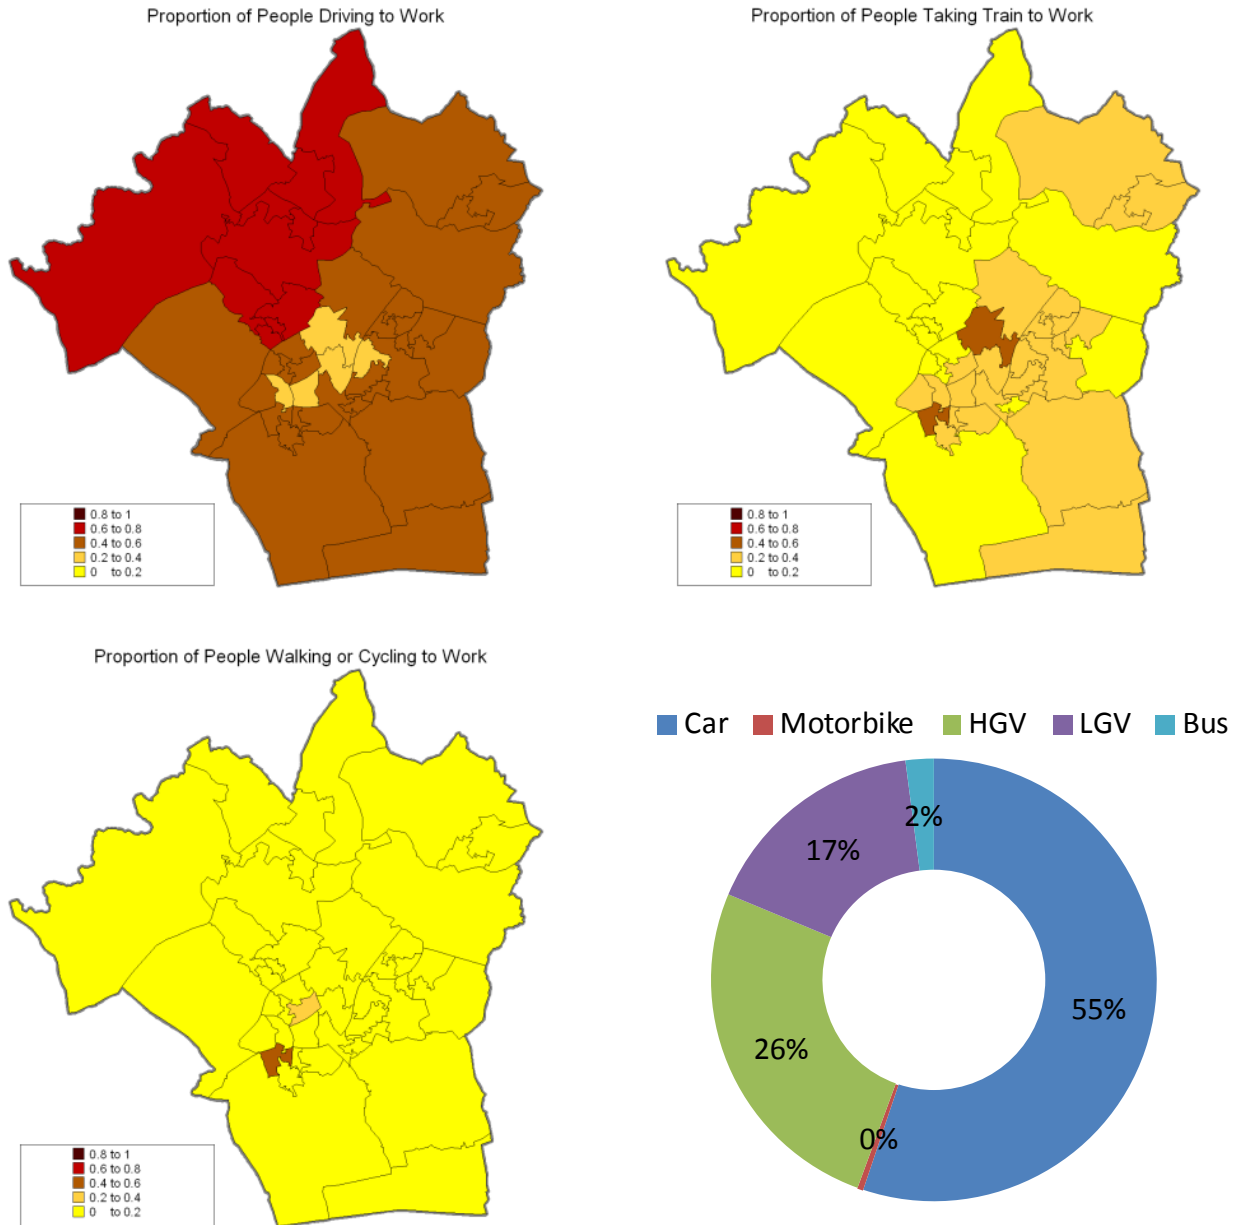 Proportion of People Driving to Work
0.8 to 1
0.6 to 0.8
0.4 to 0.6
0.2 to 0.4
0 to 0.2
Proportion of People Taking Train to Work
0.8 to 1
0.6 to 0.8
0.4 to 0.6
0.2 to 0.4
0 to 0.2
Proportion of People Walking or Cycling to Work
0.8 to 1
0.6 to 0.8
0.4 to 0.6
0.2 to 0.4
0 to 0.2
Car Motorbike HGV LGV Bus
2%
17%
55%
26%
0%